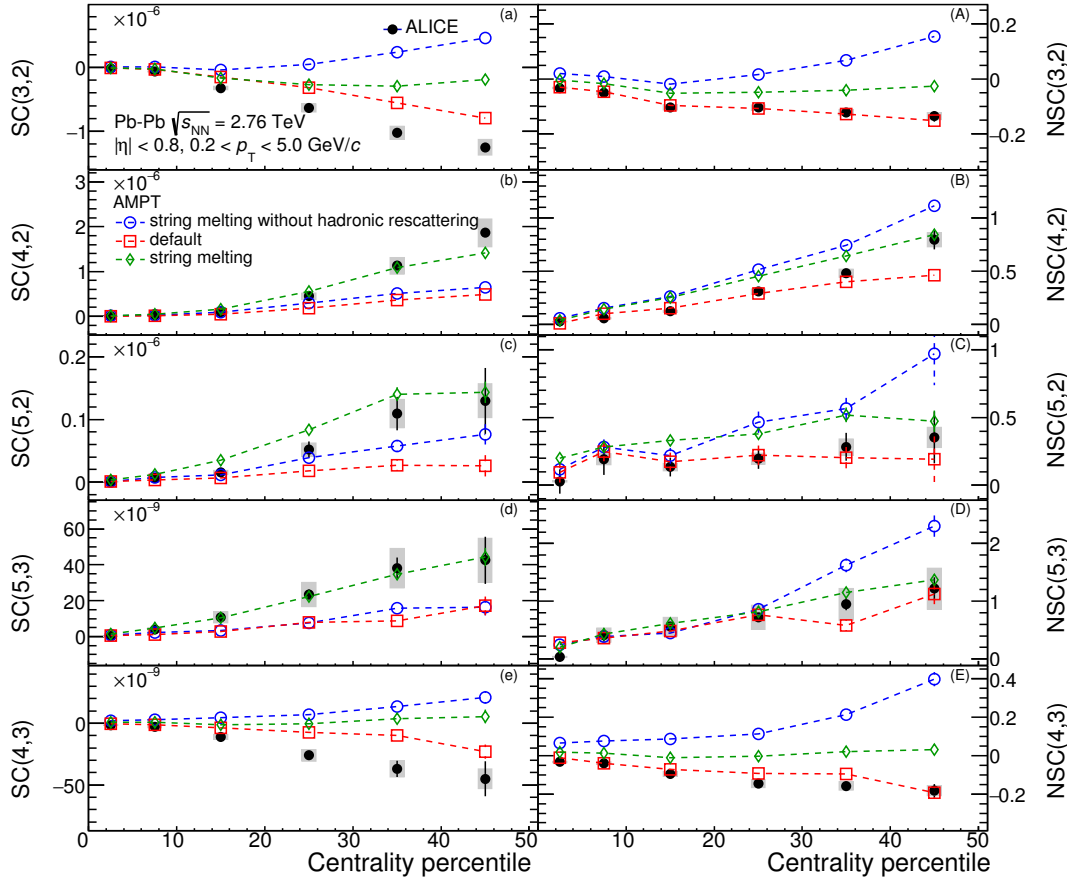 ×10⁻⁶
ALICE
(a)
SC(3,2)
0
−1
Pb-Pb √sNN = 2.76 TeV
|η| < 0.8, 0.2 < pT < 5.0 GeV/c
(A)
0.2
0
−0.2
NSC(3,2)
×10⁻⁶
(b)
SC(4,2)
3
2
1
0
AMPT
string melting without hadronic rescattering
default
string melting
(B)
1
0.5
0
NSC(4,2)
×10⁻⁶
(c)
SC(5,2)
0.2
0.1
0
(C)
1
0.5
0
NSC(5,2)
×10⁻⁹
(d)
SC(5,3)
60
40
20
0
(D)
2
1
0
NSC(5,3)
×10⁻⁹
(e)
SC(4,3)
0
−50
(E)
0.4
0.2
0
−0.2
NSC(4,3)
0 10 20 30 40 50
Centrality percentile
10 20 30 40 50
Centrality percentile